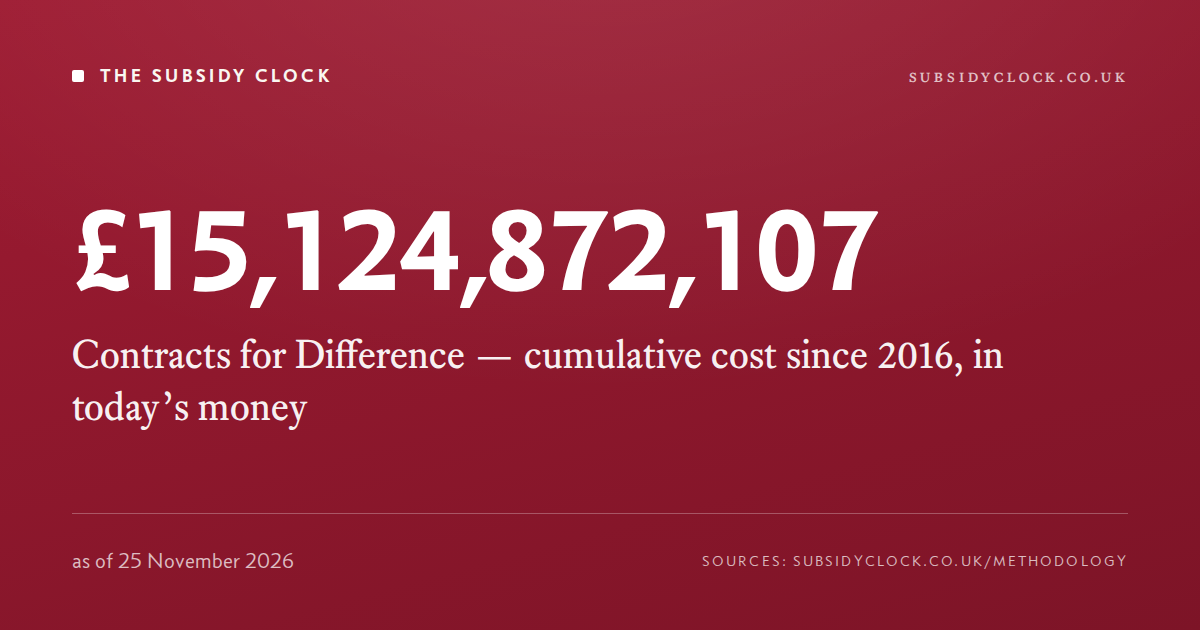 THE SUBSIDY CLOCK
SUBSIDYCLOCK.CO.UK
£15,124,872,107
Contracts for Difference — cumulative cost since 2016, in
today’s money
as of 25 November 2026
SOURCES: SUBSIDYCLOCK.CO.UK/METHODOLOGY